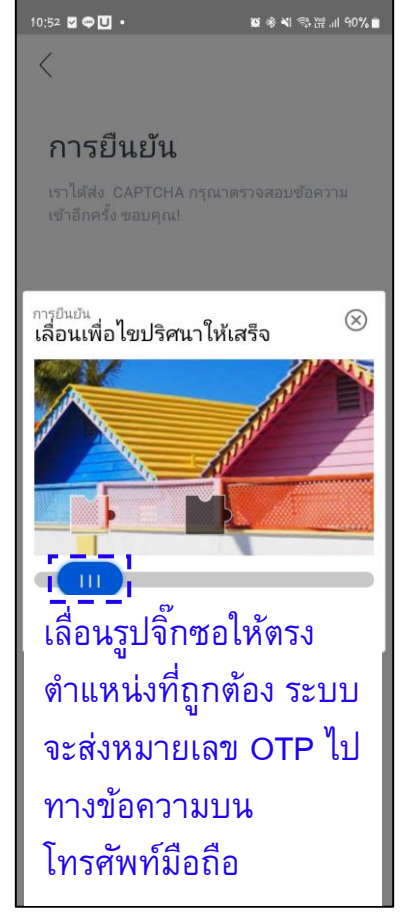 10:52
90%
การยืนยัน
เราได้ส่ง CAPTCHA กรุณาตรวจสอบข้อความ
เข้าอีกครั้ง ขอบคุณ!
การยืนยัน
เลื่อนเพื่อไขปริศนาให้เสร็จ
เลื่อนรูปจิ๊กซอให้ตรง
ตำแหน่งที่ถูกต้อง ระบบ
จะส่งหมายเลข OTP ไป
ทางข้อความบน
โทรศัพท์มือถือ